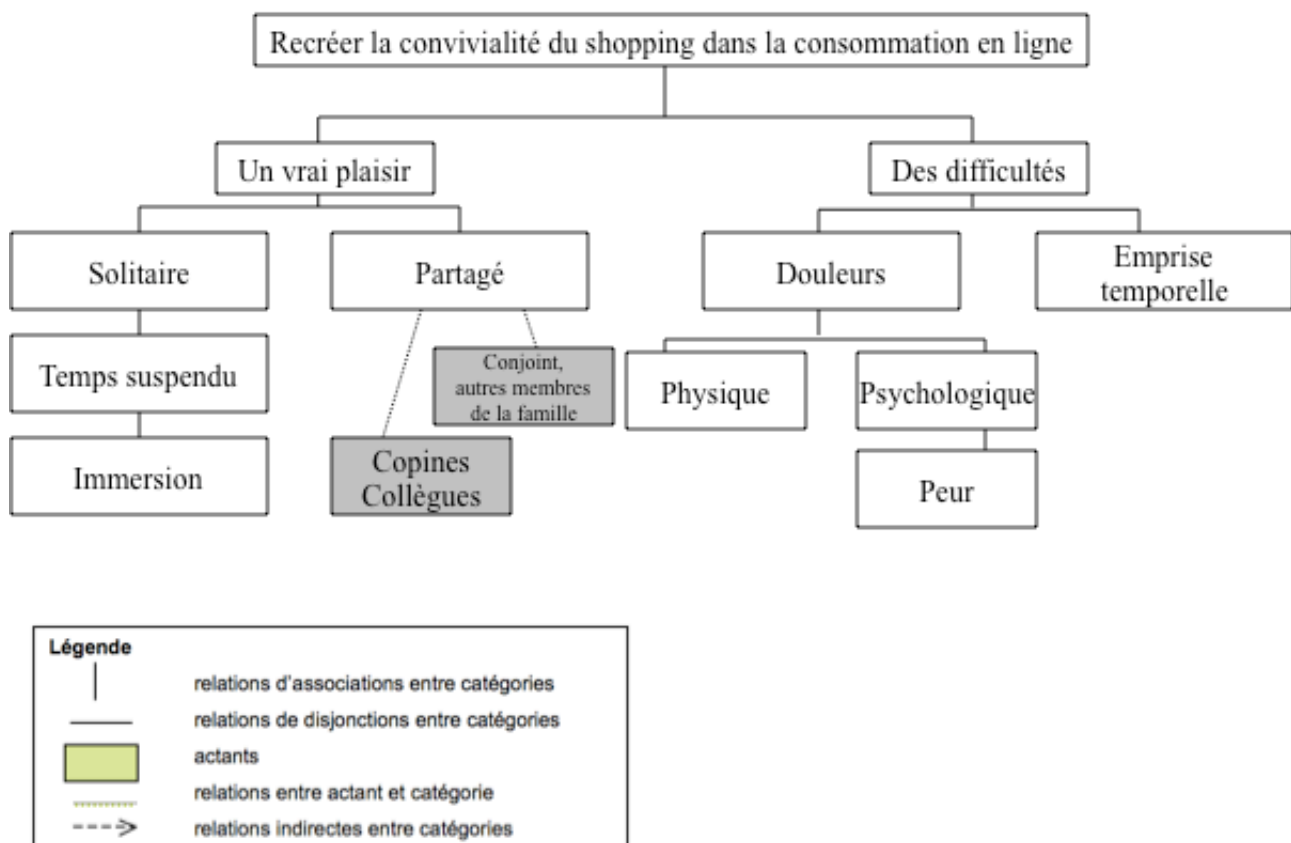 Recréer la convivialité du shopping dans la consommation en ligne
Un vrai plaisir
Des difficultés
Solitaire
Partagé
Douleurs
Emprise
temporelle
Temps suspendu
Conjoint,
autres membres
de la famille
Physique
Psychologique
Immersion
Copines
Collègues
Peur
Légende
relations d'associations entre catégories
relations de disjonctions entre catégories
actants
relations entre actant et catégorie
relations indirectes entre catégories